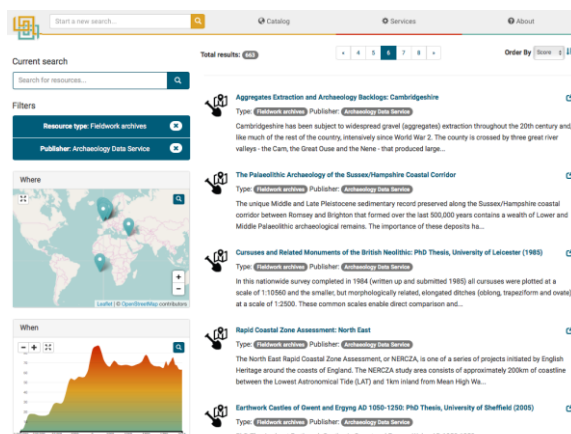 Start a new search...
Catalog
Services
About
Current search
Search for resources...
Filters
Resource type: Fieldwork archives
Publisher: Archaeology Data Service
Where
+
−
Leaflet | © OpenStreetMap contributors
When
− +
Total results: 663
« 4 5 6 7 8 »
Order By Score
Aggregates Extraction and Archaeology Backlogs: Cambridgeshire
Type: Fieldwork archives Publisher: Archaeology Data Service
Cambridgeshire has been subject to widespread gravel (aggregates) extraction throughout the 20th century and,
like much of the rest of the country, intensively since World War 2. The county is crossed by three great river
valleys - the Cam, the Great Ouse and the Nene - that produced large...
The Palaeolithic Archaeology of the Sussex/Hampshire Coastal Corridor
Type: Fieldwork archives Publisher: Archaeology Data Service
The unique Middle and Late Pleistocene sedimentary record preserved along the Sussex/Hampshire coastal
corridor between Romsey and Brighton that formed over the last 500,000 years contains a wealth of Lower and
Middle Palaeolithic archaeological remains. The importance of these deposits ha...
Cursuses and Related Monuments of the British Neolithic: PhD Thesis, University of Leicester (1985)
Type: Fieldwork archives Publisher: Archaeology Data Service
In this nationwide survey completed in 1984 (written up and submitted 1985) all cursuses were plotted at a
scale of 1:10560 and the smaller, but morphologically related, elongated ditches (oblong, trapeziform and ovate)
at a scale of 1:2500. These common scales enable direct comparison and...
Rapid Coastal Zone Assessment: North East
Type: Fieldwork archives Publisher: Archaeology Data Service
The North East Rapid Coastal Zone Assessment, or NERCZA, is one of a series of projects initiated by English
Heritage around the coasts of England. The NERCZA study area consists of approximately 200km of coastline
between the Lowest Astronomical Tide (LAT) and 1km inland from Mean High Wa...
Earthwork Castles of Gwent and Ergyng AD 1050-1250: PhD Thesis, University of Sheffield (2005)
Type: Fieldwork archives Publisher: Archaeology Data Service